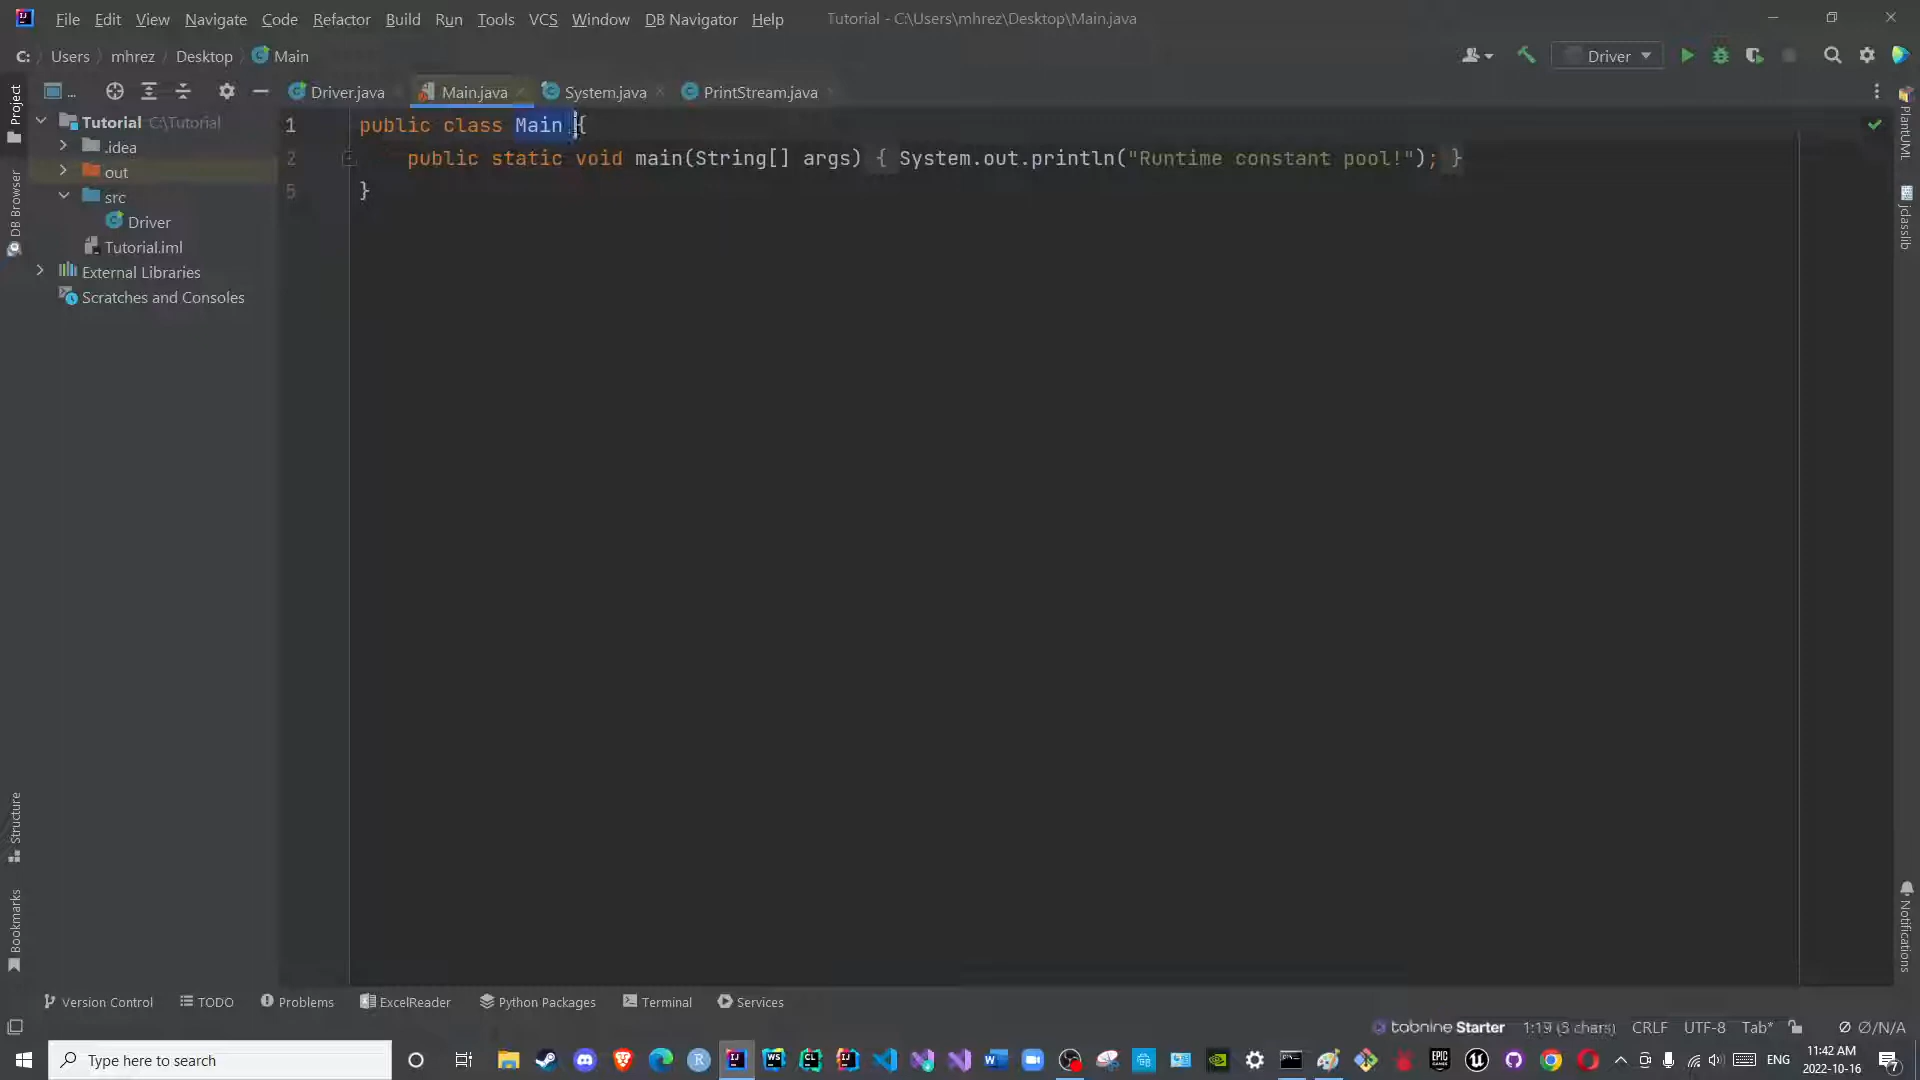 File Edit View Navigate Code Refactor Build Run Tools VCS Window DB Navigator Help Tutorial - C:\Users\mhrez\Desktop\Main.java
C: Users mhrez Desktop Main Driver
Project ... Driver.java Main.java System.java PrintStream.java
Tutorial C:\Tutorial
.idea
out
src
Driver
Tutorial.iml
External Libraries
Scratches and Consoles
DB Browser
Structure
Bookmarks
1 public class Main {
2 public static void main(String[] args) { System.out.println("Runtime constant pool!"); }
5 }
PlantUML
jclasslib
Notifications
Version Control TODO Problems ExcelReader Python Packages Terminal Services
tabnine Starter 1:19 (5 chars) CRLF UTF-8 Tab* ∅/N/A
Type here to search ENG 11:42 AM
2022-10-16 7